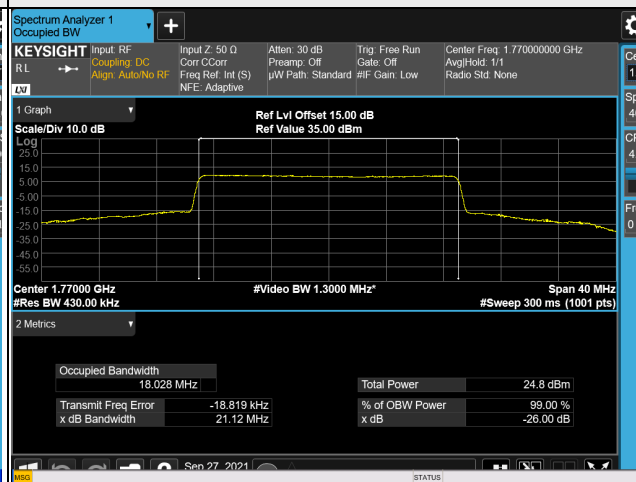 Spectrum Analyzer 1
Occupied BW
+
KEYSIGHT
R L
LXI
Input: RF
Coupling: DC
Align: Auto/No RF
Input Z: 50 Ω
Corr CCorr
Freq Ref: Int (S)
NFE: Adaptive
Atten: 30 dB
Preamp: Off
µW Path: Standard
Trig: Free Run
Gate: Off
#IF Gain: Low
Center Freq: 1.770000000 GHz
Avg|Hold: 1/1
Radio Std: None
1 Graph
Scale/Div 10.0 dB
Ref Lvl Offset 15.00 dB
Ref Value 35.00 dBm
Log
25.0
15.0
5.00
-5.00
-15.0
-25.0
-35.0
-45.0
-55.0
Center 1.77000 GHz
#Video BW 1.3000 MHz*
Span 40 MHz
#Res BW 430.00 kHz
#Sweep 300 ms (1001 pts)
2 Metrics
Occupied Bandwidth
18.028 MHz
Total Power 24.8 dBm
Transmit Freq Error -18.819 kHz
% of OBW Power 99.00 %
x dB Bandwidth 21.12 MHz
x dB -26.00 dB
Sep 27, 2021
MSG
STATUS